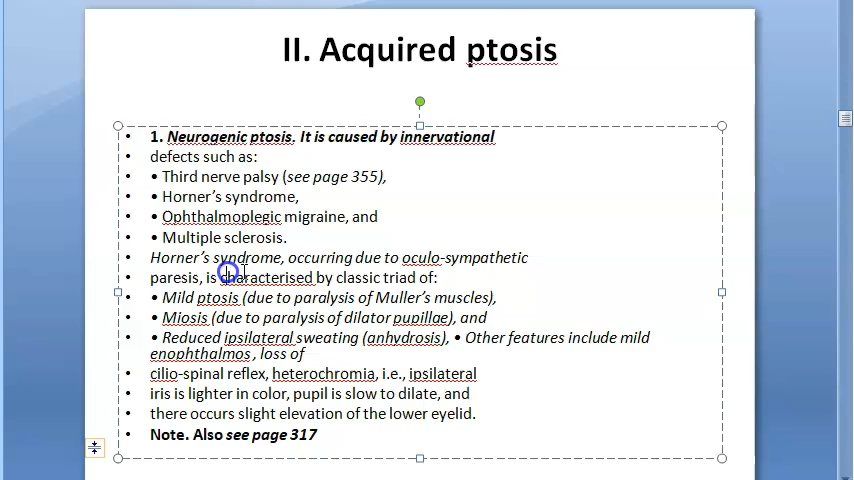 II. Acquired ptosis
• 1. Neurogenic ptosis. It is caused by innervational
• defects such as:
• • Third nerve palsy (see page 355),
• • Horner's syndrome,
• • Ophthalmoplegic migraine, and
• • Multiple sclerosis.
• Horner's syndrome, occurring due to oculo-sympathetic
• paresis, is characterised by classic triad of:
• • Mild ptosis (due to paralysis of Muller's muscles),
• • Miosis (due to paralysis of dilator pupillae), and
• • Reduced ipsilateral sweating (anhydrosis), • Other features include mild
enophthalmos , loss of
• cilio-spinal reflex, heterochromia, i.e., ipsilateral
• iris is lighter in color, pupil is slow to dilate, and
• there occurs slight elevation of the lower eyelid.
• Note. Also see page 317